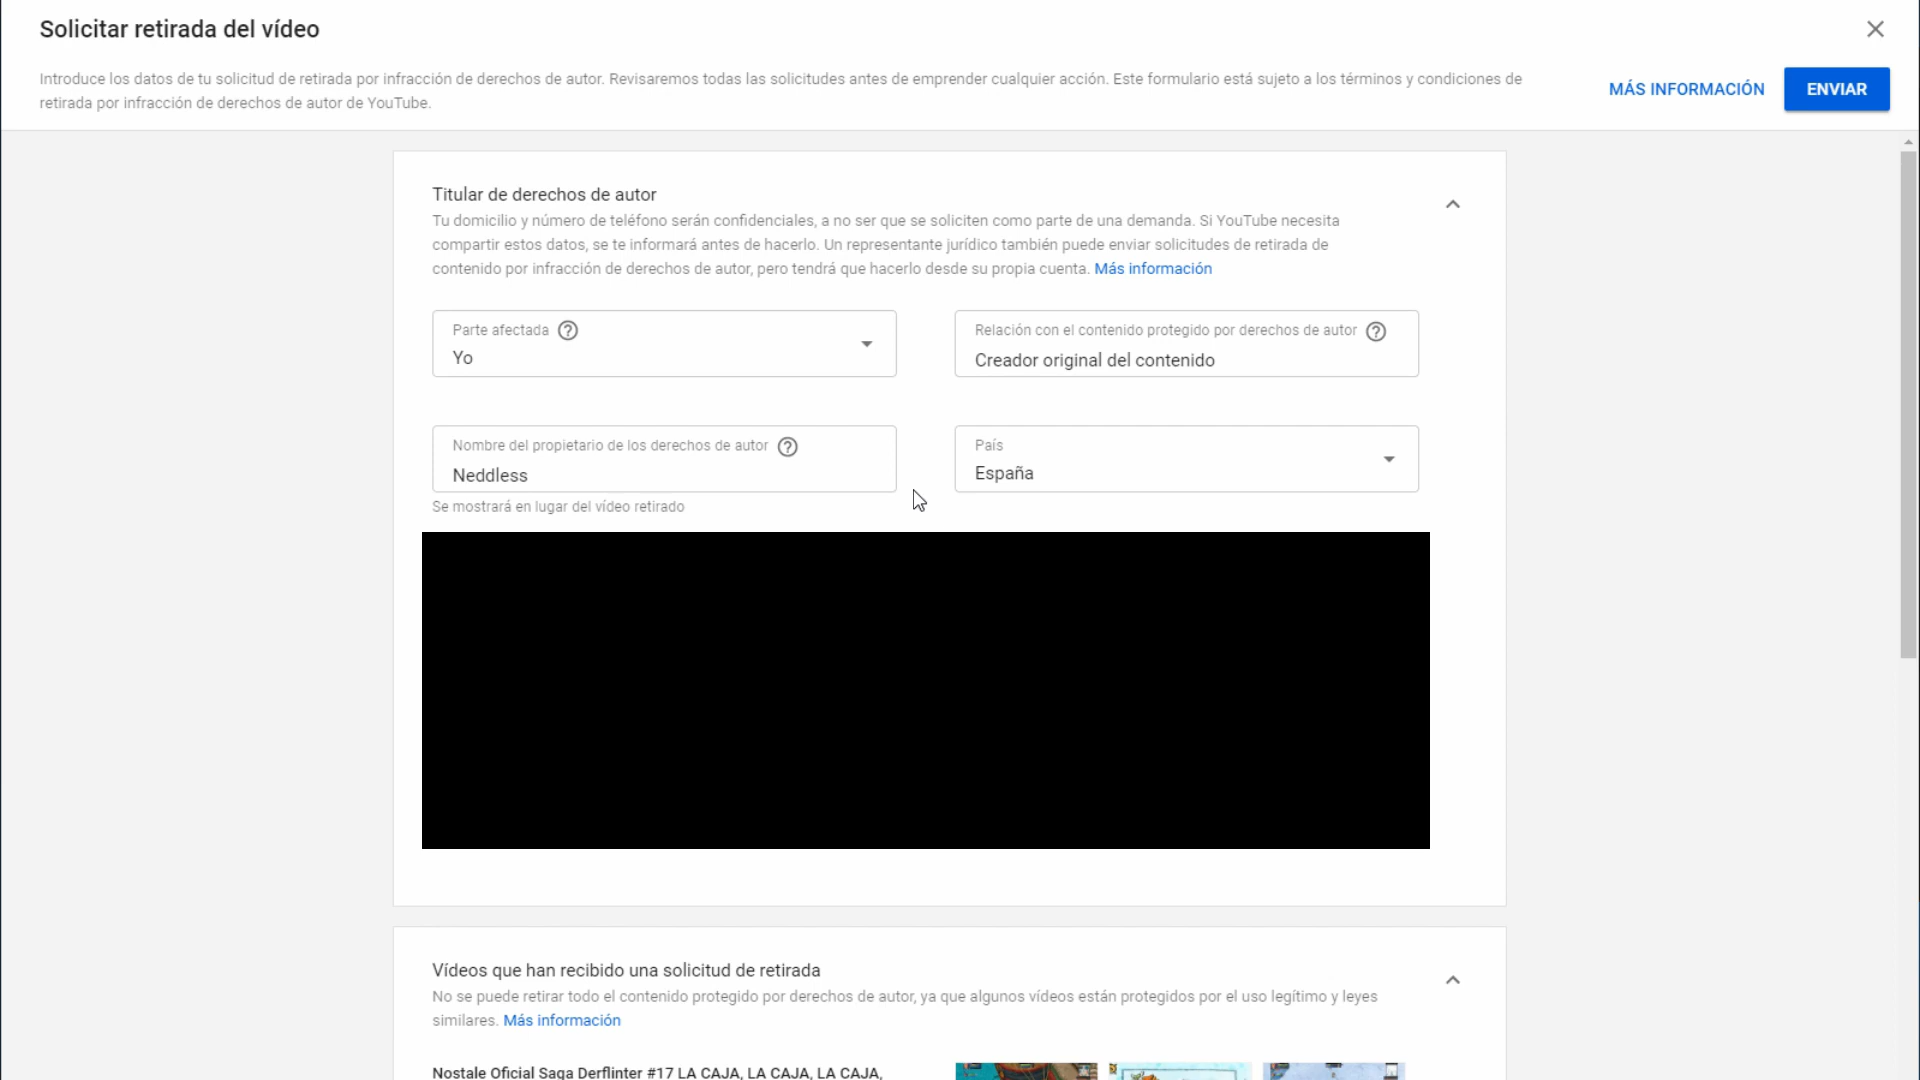 Solicitar retirada del vídeo
Introduce los datos de tu solicitud de retirada por infracción de derechos de autor. Revisaremos todas las solicitudes antes de emprender cualquier acción. Este formulario está sujeto a los términos y condiciones de
retirada por infracción de derechos de autor de YouTube.
MÁS INFORMACIÓN
ENVIAR
Titular de derechos de autor
Tu domicilio y número de teléfono serán confidenciales, a no ser que se soliciten como parte de una demanda. Si YouTube necesita
compartir estos datos, se te informará antes de hacerlo. Un representante jurídico también puede enviar solicitudes de retirada de
contenido por infracción de derechos de autor, pero tendrá que hacerlo desde su propia cuenta. Más información
Parte afectada
Yo
Relación con el contenido protegido por derechos de autor
Creador original del contenido
Nombre del propietario de los derechos de autor
Neddless
Se mostrará en lugar del vídeo retirado
País
España
Vídeos que han recibido una solicitud de retirada
No se puede retirar todo el contenido protegido por derechos de autor, ya que algunos vídeos están protegidos por el uso legítimo y leyes
similares. Más información
Nostale Oficial Saga Derflinter #17 LA CAJA, LA CAJA, LA CAJA,